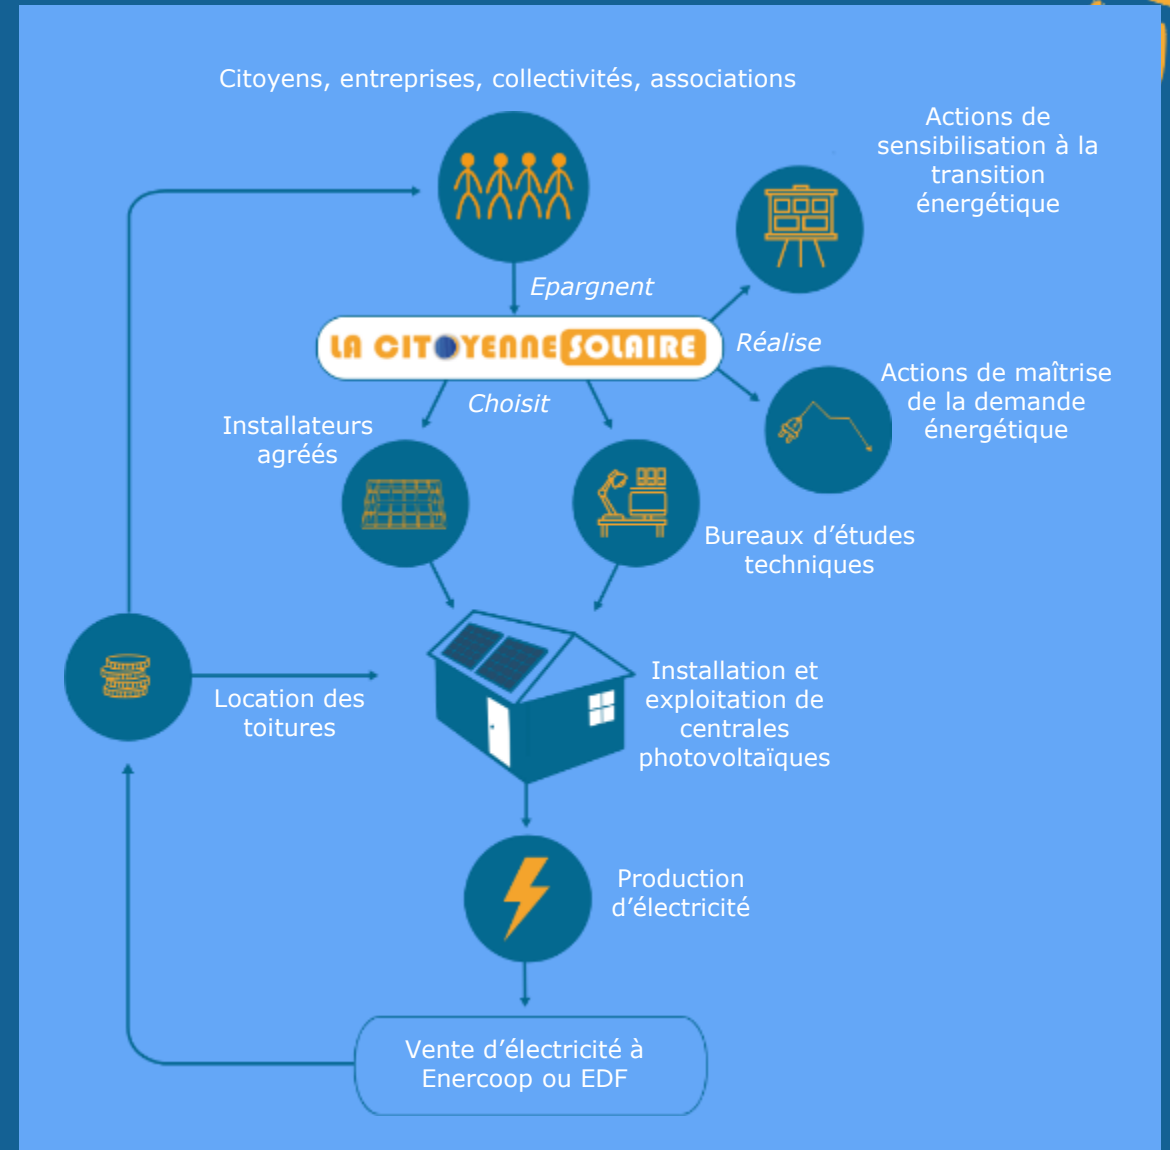 Citoyens, entreprises, collectivités, associations
Actions de
sensibilisation à la
transition
énergétique
Epargnent
LA CITOYENNE SOLAIRE
Réalise
Actions de maîtrise
de la demande
énergétique
Choisit
Installateurs
agréés
Bureaux d’études
techniques
Installation et
exploitation de
centrales
photovoltaïques
Location des
toitures
Production
d’électricité
Vente d’électricité à
Enercoop ou EDF